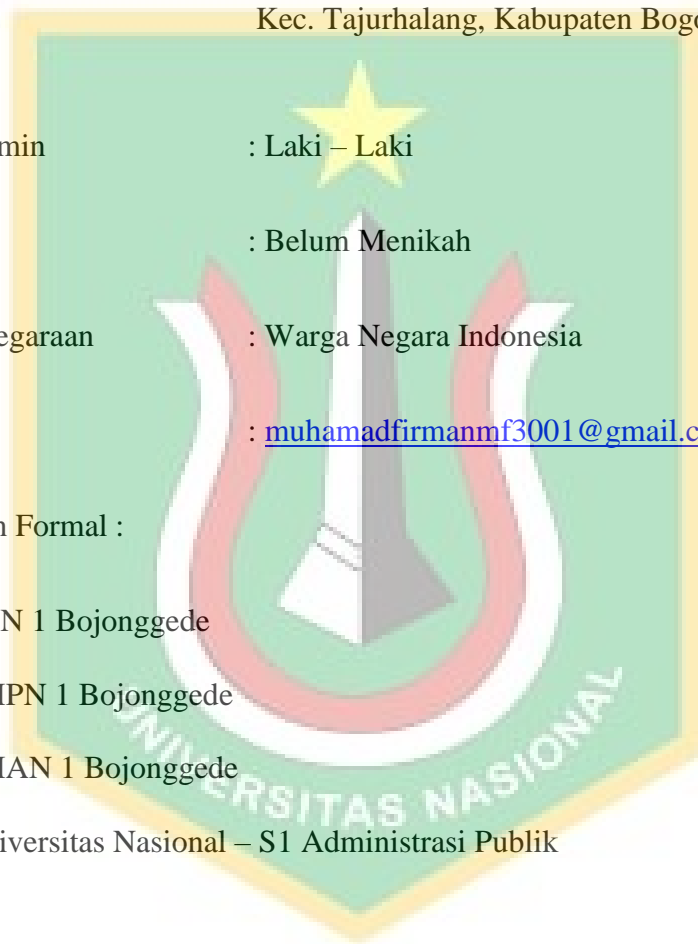 Kec. Tajurhalang, Kabupaten Bogo
min : Laki – Laki
: Belum Menikah
egaraan : Warga Negara Indonesia
: muhamadfirmanmf3001@gmail.c
n Formal :
N 1 Bojonggede
IPN 1 Bojonggede
IAN 1 Bojonggede
iversitas Nasional – S1 Administrasi Publik
UNIVERSITAS NASIONAL